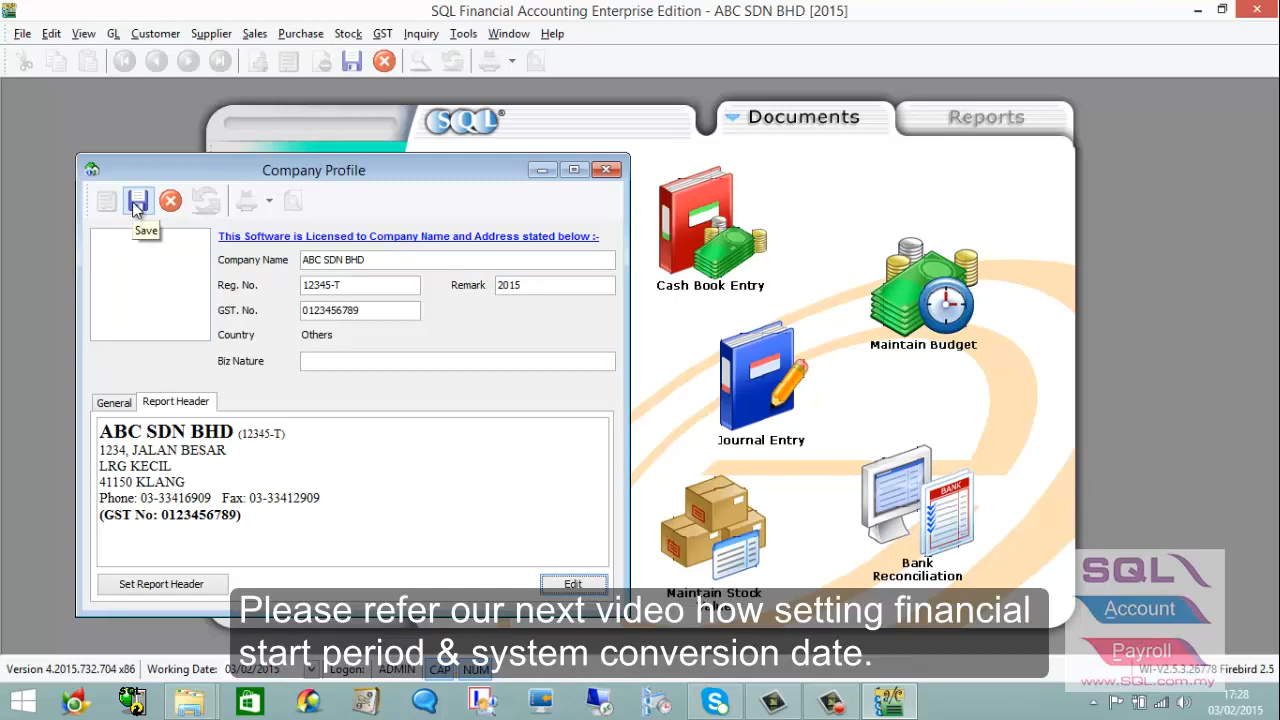 SQL Financial Accounting Enterprise Edition - ABC SDN BHD [2015]
File Edit View GL Customer Supplier Sales Purchase Stock GST Inquiry Tools Window Help
SQL®
Documents
Reports
Company Profile
Save
This Software is Licensed to Company Name and Address stated below :-
Company Name ABC SDN BHD
Reg. No. 12345-T Remark 2015
GST. No. 0123456789
Country Others
Biz Nature
General Report Header
ABC SDN BHD (12345-T)
1234, JALAN BESAR
LRG KECIL
41150 KLANG
Phone: 03-33416909 Fax: 03-33412909
(GST No: 0123456789)
Set Report Header
Edit
Cash Book Entry
Maintain Budget
Journal Entry
BANK
Bank
Reconciliation
Maintain Stock
Please refer our next video how setting financial
start period & system conversion date.
SQL
Account
Payroll
www.SQL.com.my
Version 4.2015.732.704 x86 Working Date: 03/02/2015 Logon: ADMIN CAP NUM WI-V2.5.3.26778 Firebird 2.5
17:28
03/02/2015